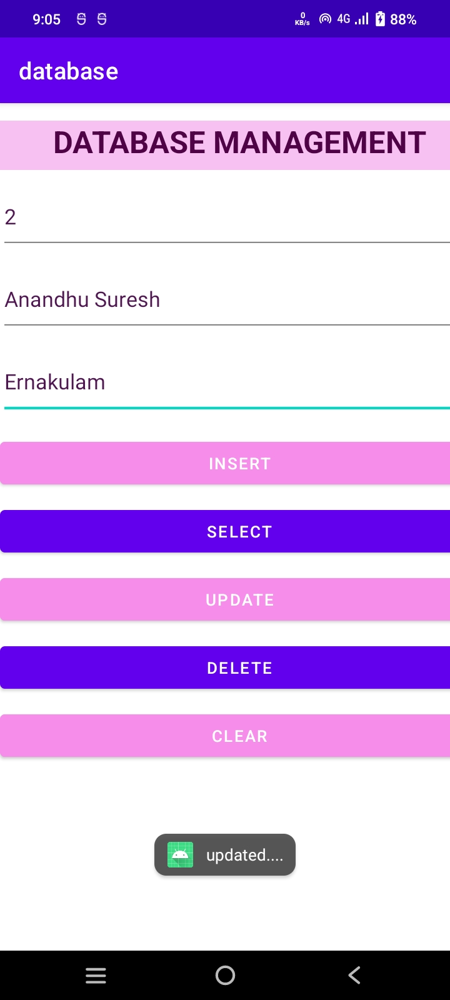 9:05 0 KB/s 4G 88%
database
DATABASE MANAGEMENT
2
Anandhu Suresh
Ernakulam
INSERT
SELECT
UPDATE
DELETE
CLEAR
updated....